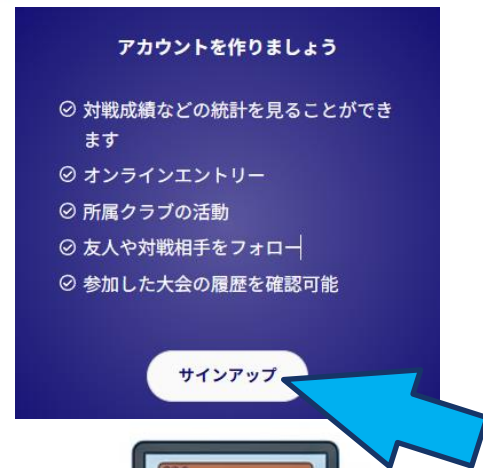 アカウントを作りましょう
対戦成績などの統計を見ることができ
ます
オンラインエントリー
所属クラブの活動
友人や対戦相手をフォロー
参加した大会の履歴を確認可能
サインアップ